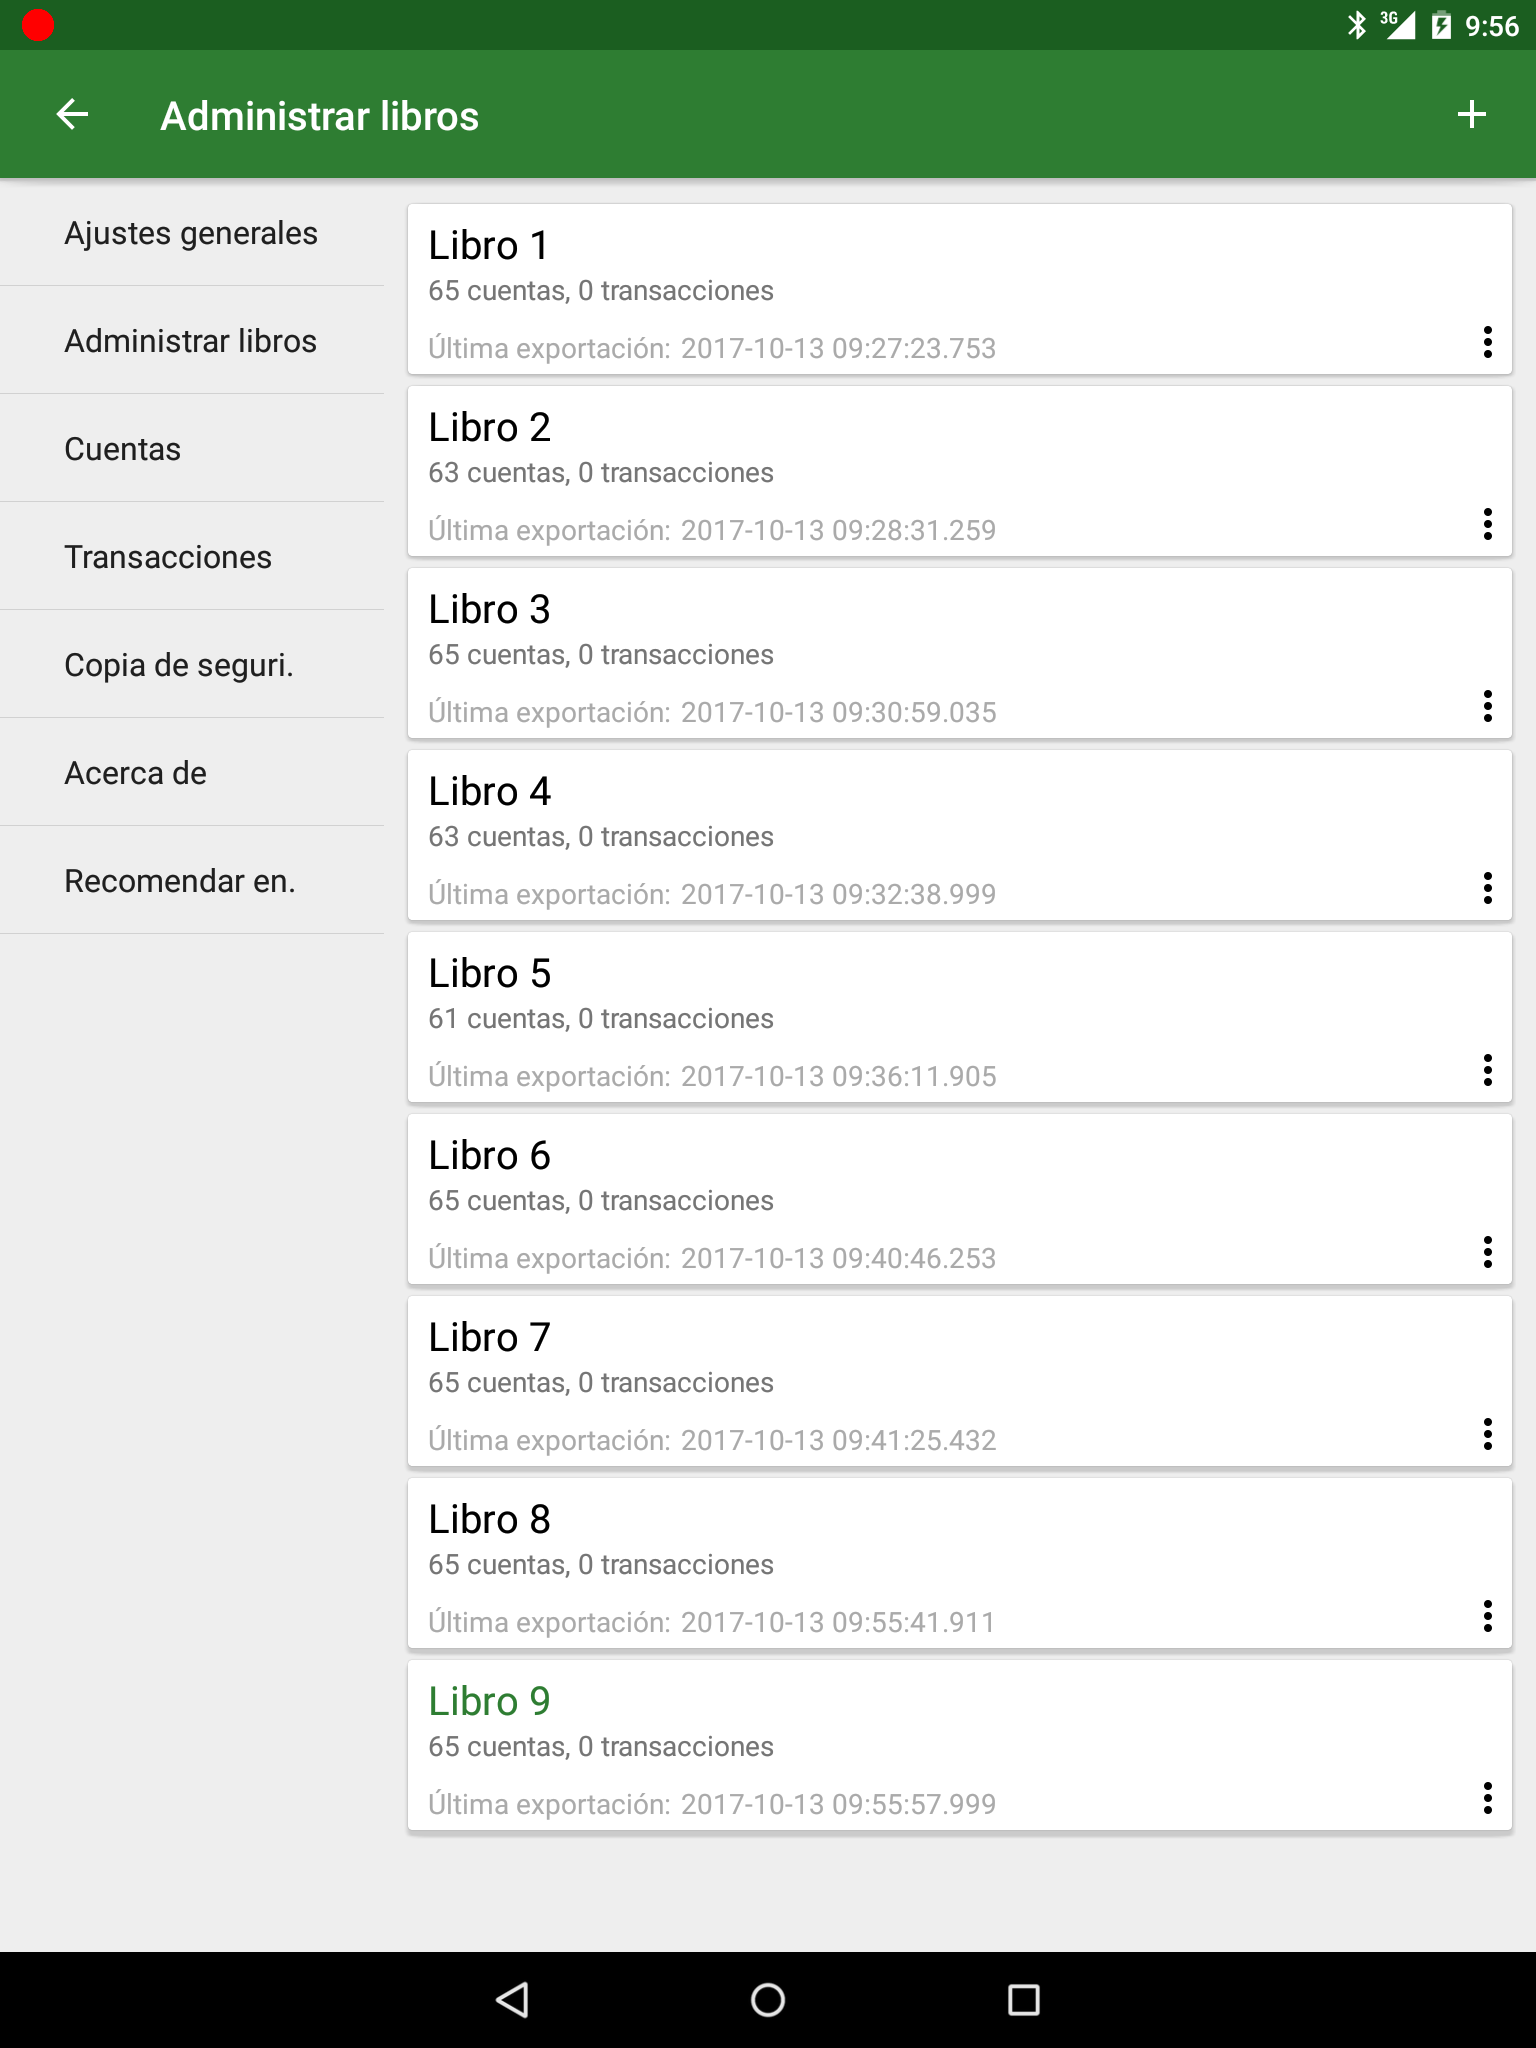 3G 9:56
Administrar libros
Ajustes generales
Administrar libros
Cuentas
Transacciones
Copia de seguri.
Acerca de
Recomendar en.
Libro 1
65 cuentas, 0 transacciones
Última exportación: 2017-10-13 09:27:23.753
Libro 2
63 cuentas, 0 transacciones
Última exportación: 2017-10-13 09:28:31.259
Libro 3
65 cuentas, 0 transacciones
Última exportación: 2017-10-13 09:30:59.035
Libro 4
63 cuentas, 0 transacciones
Última exportación: 2017-10-13 09:32:38.999
Libro 5
61 cuentas, 0 transacciones
Última exportación: 2017-10-13 09:36:11.905
Libro 6
65 cuentas, 0 transacciones
Última exportación: 2017-10-13 09:40:46.253
Libro 7
65 cuentas, 0 transacciones
Última exportación: 2017-10-13 09:41:25.432
Libro 8
65 cuentas, 0 transacciones
Última exportación: 2017-10-13 09:55:41.911
Libro 9
65 cuentas, 0 transacciones
Última exportación: 2017-10-13 09:55:57.999